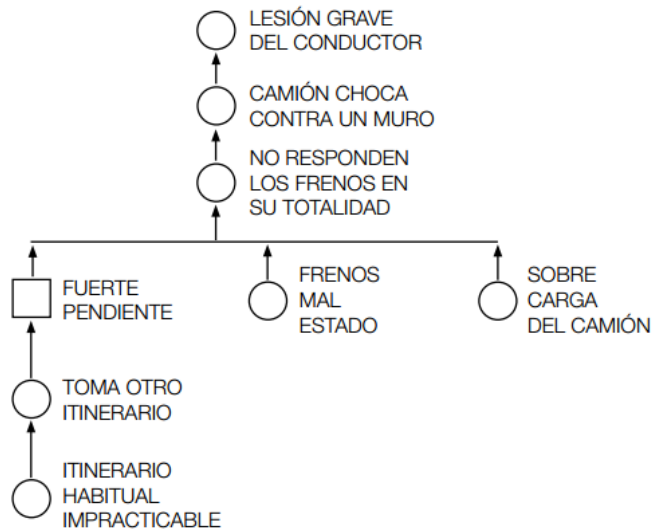 LESIÓN GRAVE
DEL CONDUCTOR
CAMIÓN CHOCA
CONTRA UN MURO
NO RESPONDEN
LOS FRENOS EN
SU TOTALIDAD
FUERTE
PENDIENTE
FRENOS
MAL
ESTADO
SOBRE
CARGA
DEL CAMIÓN
TOMA OTRO
ITINERARIO
ITINERARIO
HABITUAL
IMPRACTICABLE